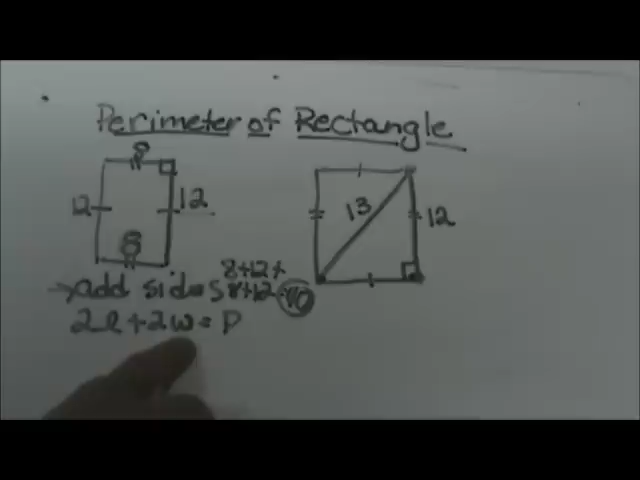 Perimeter of Rectangle
8
12
12
8
13
12
→ add sides 8+12+
8+12=40
2l+2w=P